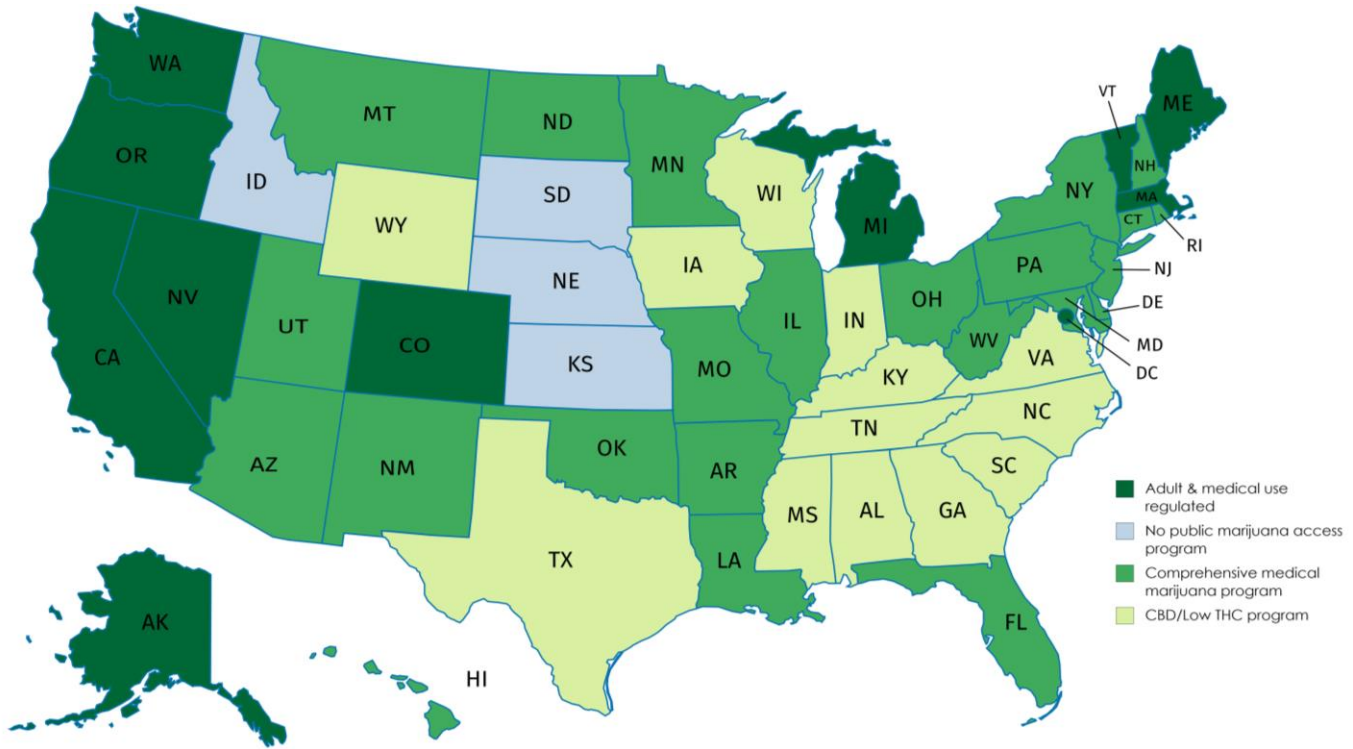 WA
MT
ND
MN
VT
ME
OR
ID
SD
WI
NH
NY
MA
WY
MI
CT
RI
IA
PA
NJ
NE
NV
OH
DE
UT
IL
IN
CO
WV
MD
CA
KS
VA
DC
MO
KY
NC
TN
OK
AZ
NM
AR
SC
MS
AL
GA
TX
LA
AK
FL
HI
Adult & medical use
regulated
No public marijuana access
program
Comprehensive medical
marijuana program
CBD/Low THC program